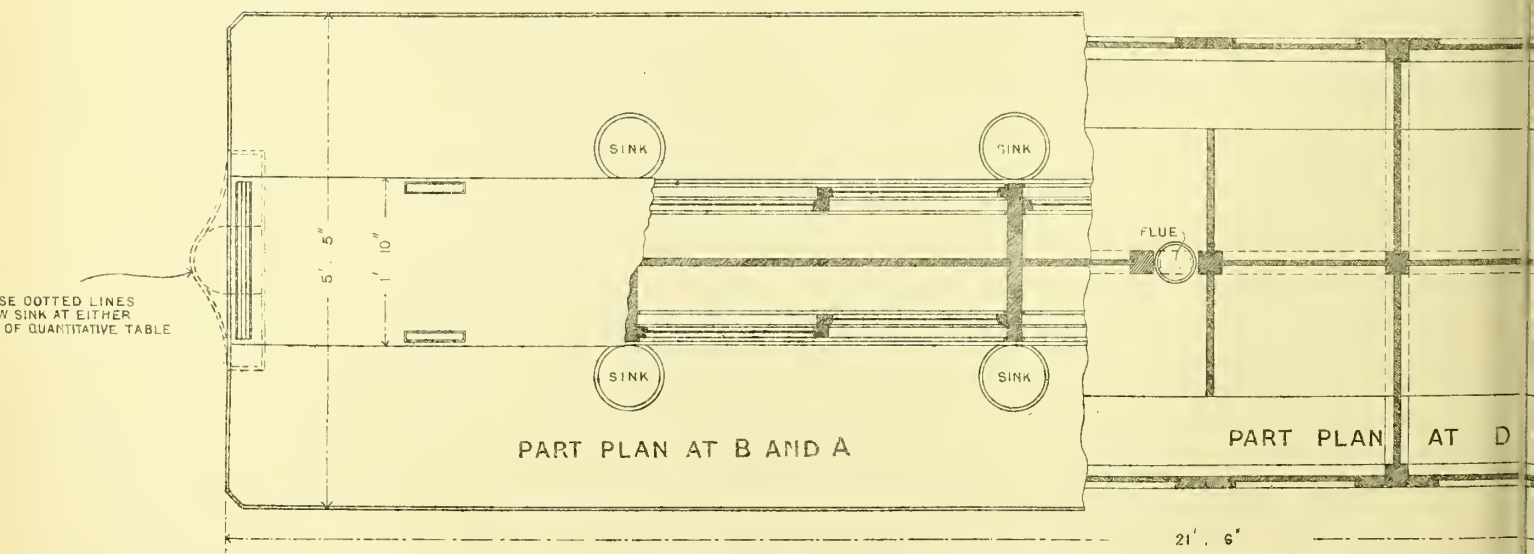 SINK
SINK
FLUE
5'. 5"
1' 10"
SE DOTTED LINES
W SINK AT EITHER
OF QUANTITATIVE TABLE
SINK
SINK
PART PLAN AT B AND A
PART PLAN AT D
21'. 6"